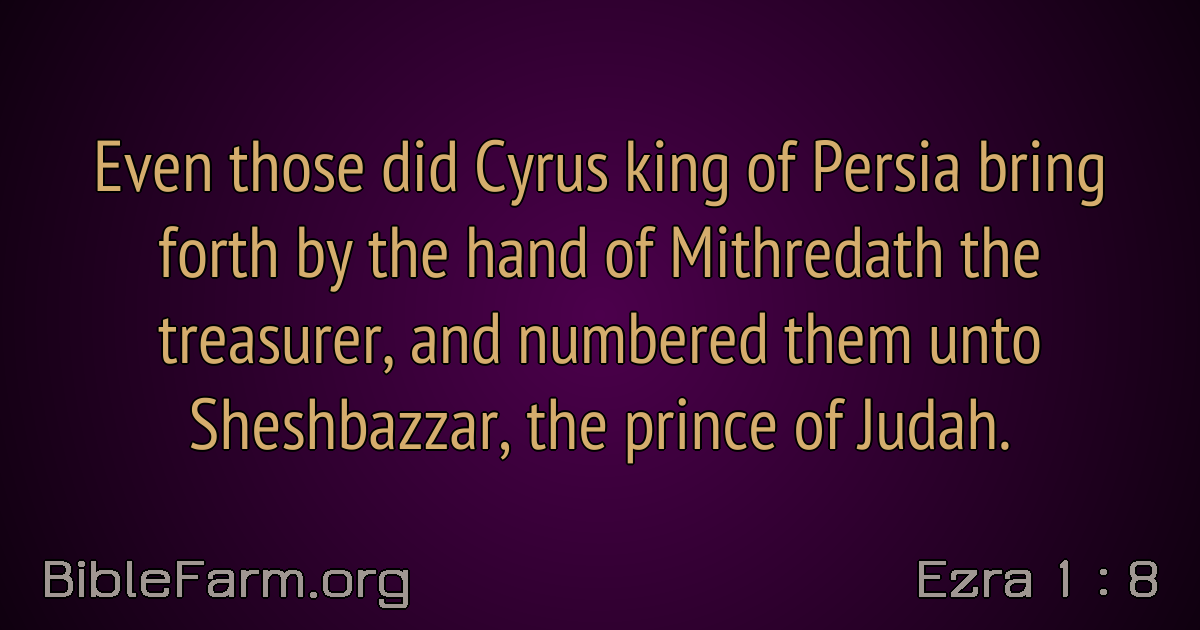 Even those did Cyrus king of Persia bring
forth by the hand of Mithredath the
treasurer, and numbered them unto
Sheshbazzar, the prince of Judah.
BibleFarm.org
Ezra 1 : 8